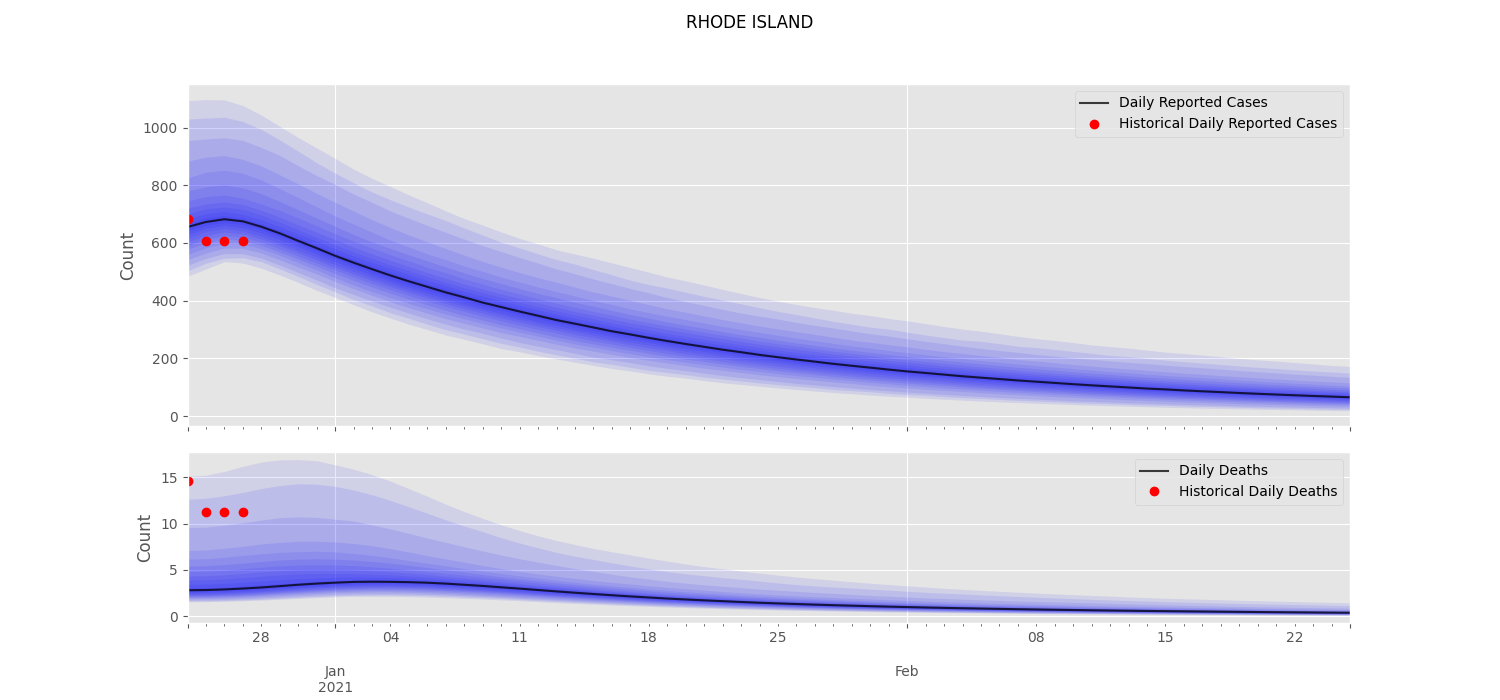 RHODE ISLAND
Count
1000
800
600
400
200
0
Daily Reported Cases
Historical Daily Reported Cases
Count
15
10
5
0
Daily Deaths
Historical Daily Deaths
28 04 11 18 25 08 15 22
Jan Feb
2021